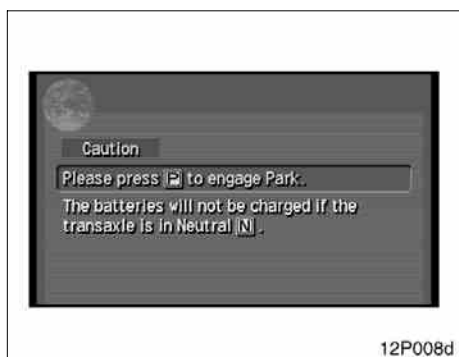 Caution
Please press P to engage Park.
The batteries will not be charged if the
transaxle is in Neutral N .
12P008d